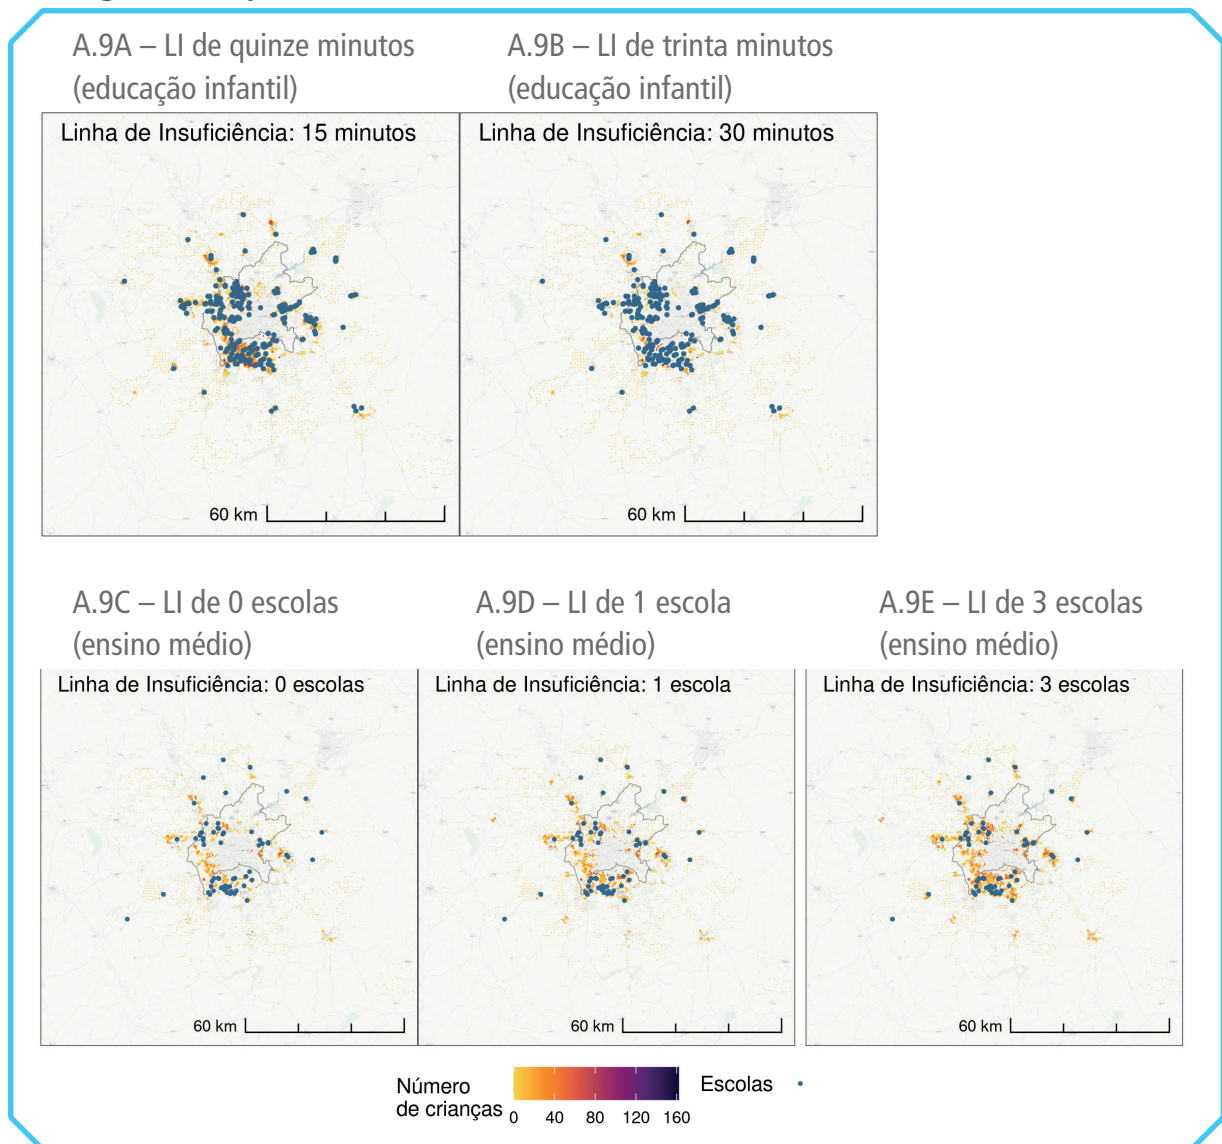 A.9A – LI de quinze minutos
(educação infantil)
A.9B – LI de trinta minutos
(educação infantil)
Linha de Insuficiência: 15 minutos
Linha de Insuficiência: 30 minutos
60 km
60 km
A.9C – LI de 0 escolas
(ensino médio)
A.9D – LI de 1 escola
(ensino médio)
A.9E – LI de 3 escolas
(ensino médio)
Linha de Insuficiência: 0 escolas
Linha de Insuficiência: 1 escola
Linha de Insuficiência: 3 escolas
60 km
60 km
60 km
Número
de crianças
0 40 80 120 160
Escolas